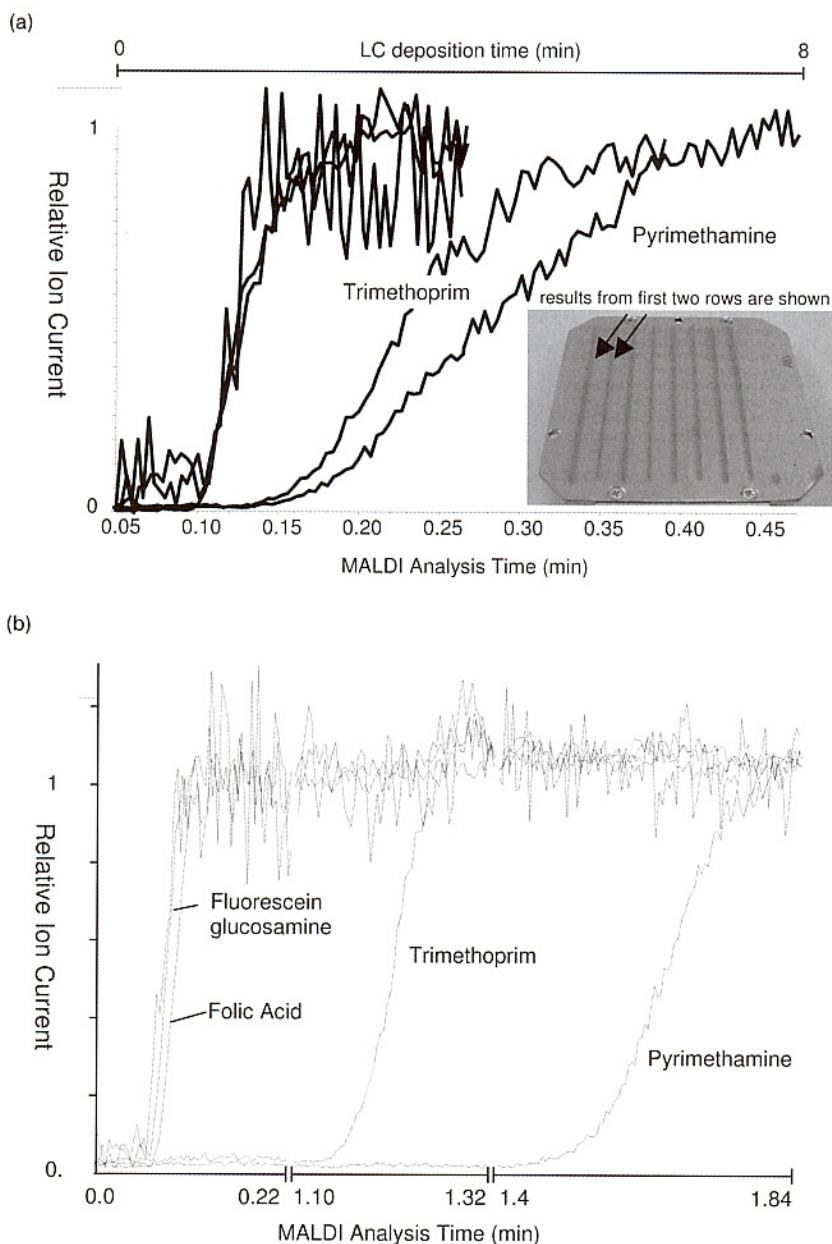 (a)
0
LC deposition time (min)
8
1
Relative Ion Current
Trimethoprim
Pyrimethamine
results from first two rows are shown
0
0.05 0.10 0.15 0.20 0.25 0.30 0.35 0.40 0.45
MALDI Analysis Time (min)
(b)
1
Relative Ion Current
Fluorescein
glucosamine
Folic Acid
Trimethoprim
Pyrimethamine
0.
0.0 0.22 1.10 1.32 1.4 1.84
MALDI Analysis Time (min)